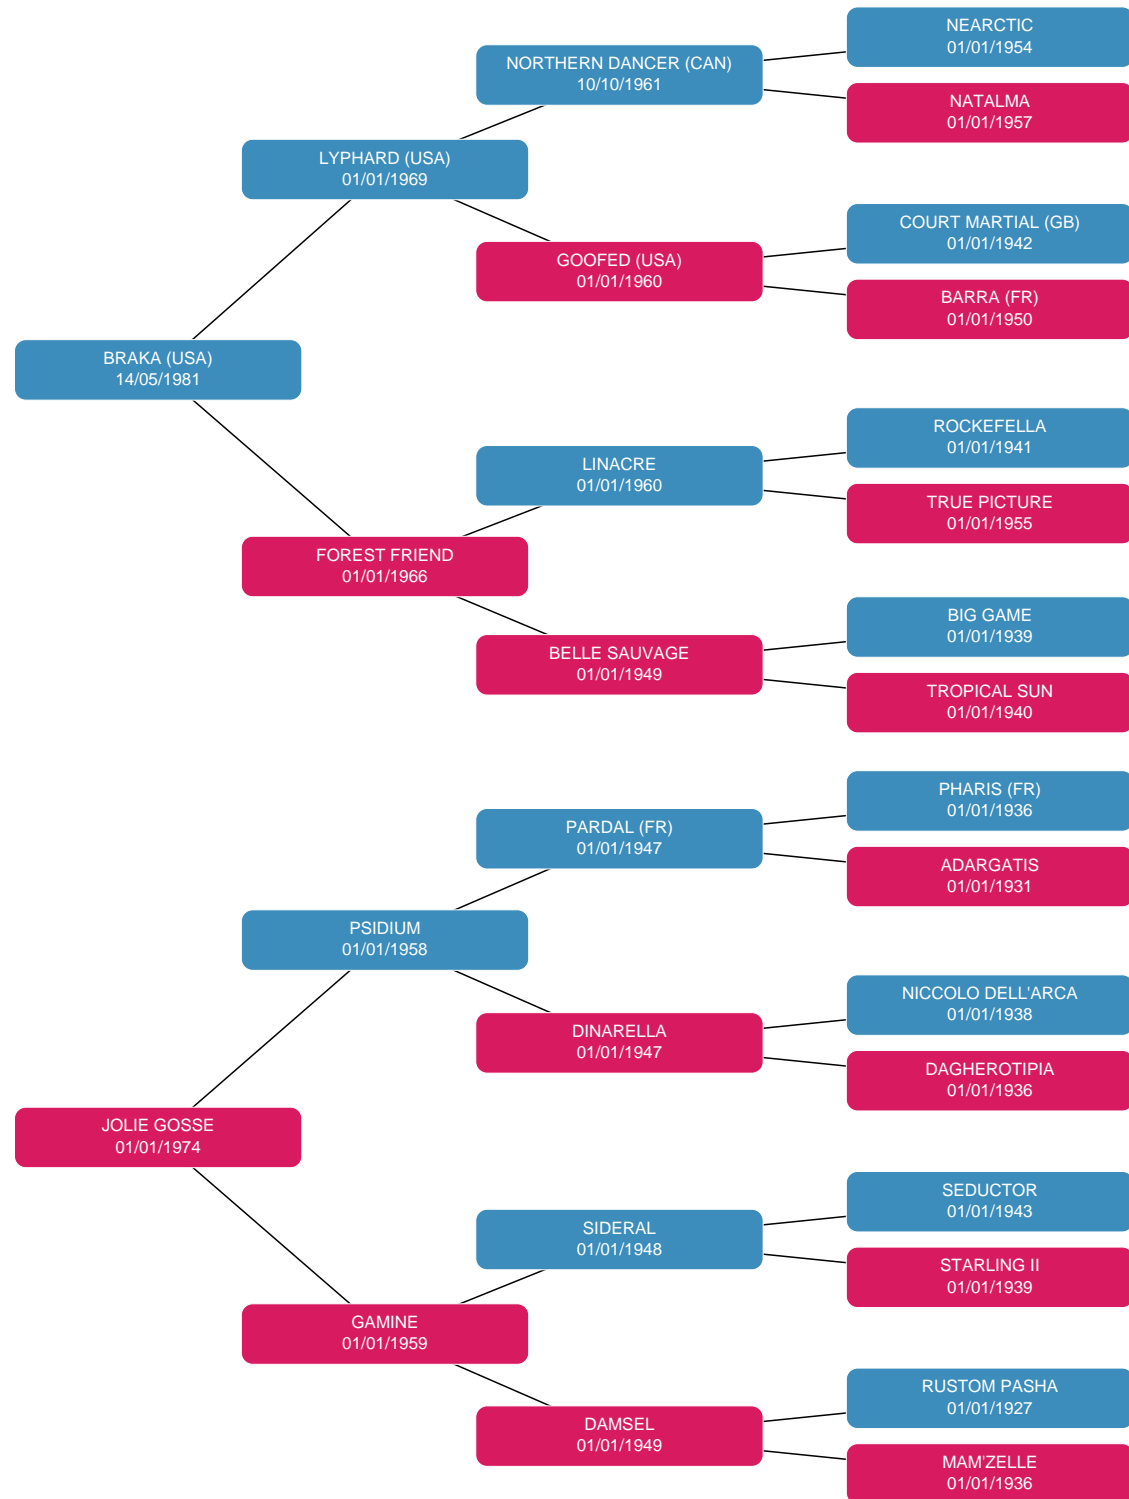 NEARCTIC
01/01/1954
NORTHERN DANCER (CAN)
10/10/1961
NATALMA
01/01/1957
LYPHARD (USA)
01/01/1969
COURT MARTIAL (GB)
01/01/1942
GOOFED (USA)
01/01/1960
BARRA (FR)
01/01/1950
BRAKA (USA)
14/05/1981
ROCKEFELLA
01/01/1941
LINACRE
01/01/1960
TRUE PICTURE
01/01/1955
FOREST FRIEND
01/01/1966
BIG GAME
01/01/1939
BELLE SAUVAGE
01/01/1949
TROPICAL SUN
01/01/1940
PHARIS (FR)
01/01/1936
PARDAL (FR)
01/01/1947
ADARGATIS
01/01/1931
PSIDIUM
01/01/1958
NICCOLO DELL'ARCA
01/01/1938
DINARELLA
01/01/1947
DAGHEROTIPIA
01/01/1936
JOLIE GOSSE
01/01/1974
SEDUCTOR
01/01/1943
SIDERAL
01/01/1948
STARLING II
01/01/1939
GAMINE
01/01/1959
RUSTOM PASHA
01/01/1927
DAMSEL
01/01/1949
MAM'ZELLE
01/01/1936